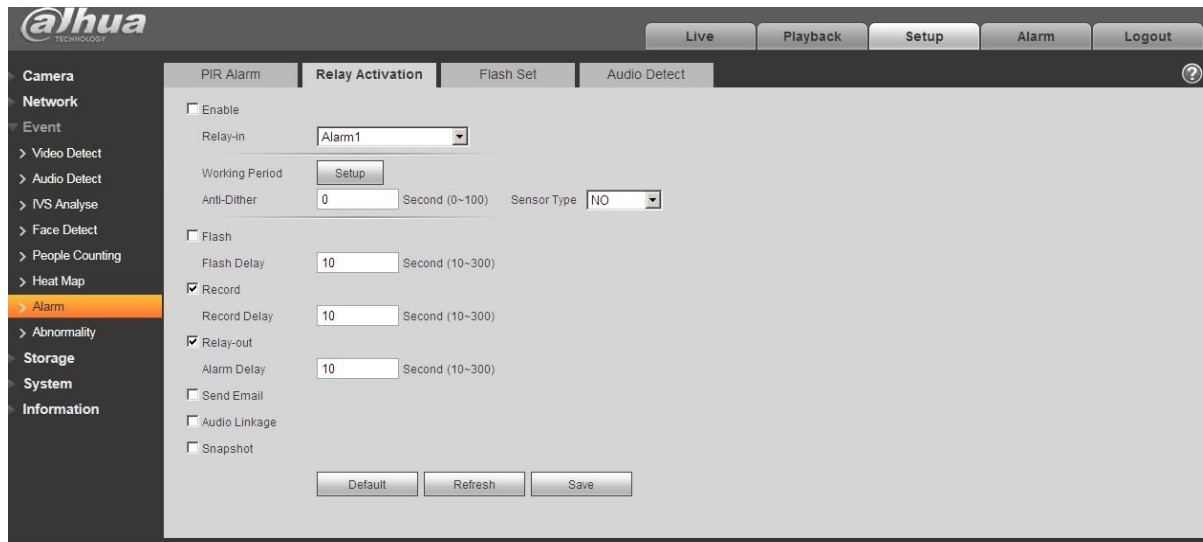 alhua
TECHNOLOGY
Live Playback Setup Alarm Logout
Camera
Network
Event
> Video Detect
> Audio Detect
> IVS Analyse
> Face Detect
> People Counting
> Heat Map
> Alarm
> Abnormality
Storage
System
Information
PIR Alarm Relay Activation Flash Set Audio Detect ?
Enable
Relay-in Alarm1
Working Period Setup
Anti-Dither 0 Second (0~100) Sensor Type NO
Flash
Flash Delay 10 Second (10~300)
Record
Record Delay 10 Second (10~300)
Relay-out
Alarm Delay 10 Second (10~300)
Send Email
Audio Linkage
Snapshot
Default Refresh Save